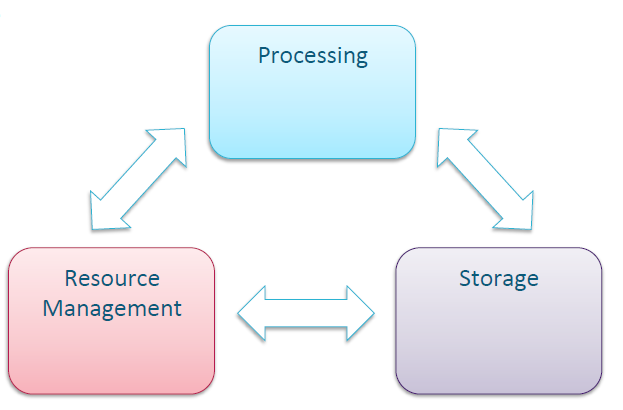 Processing
Resource
Management
Storage